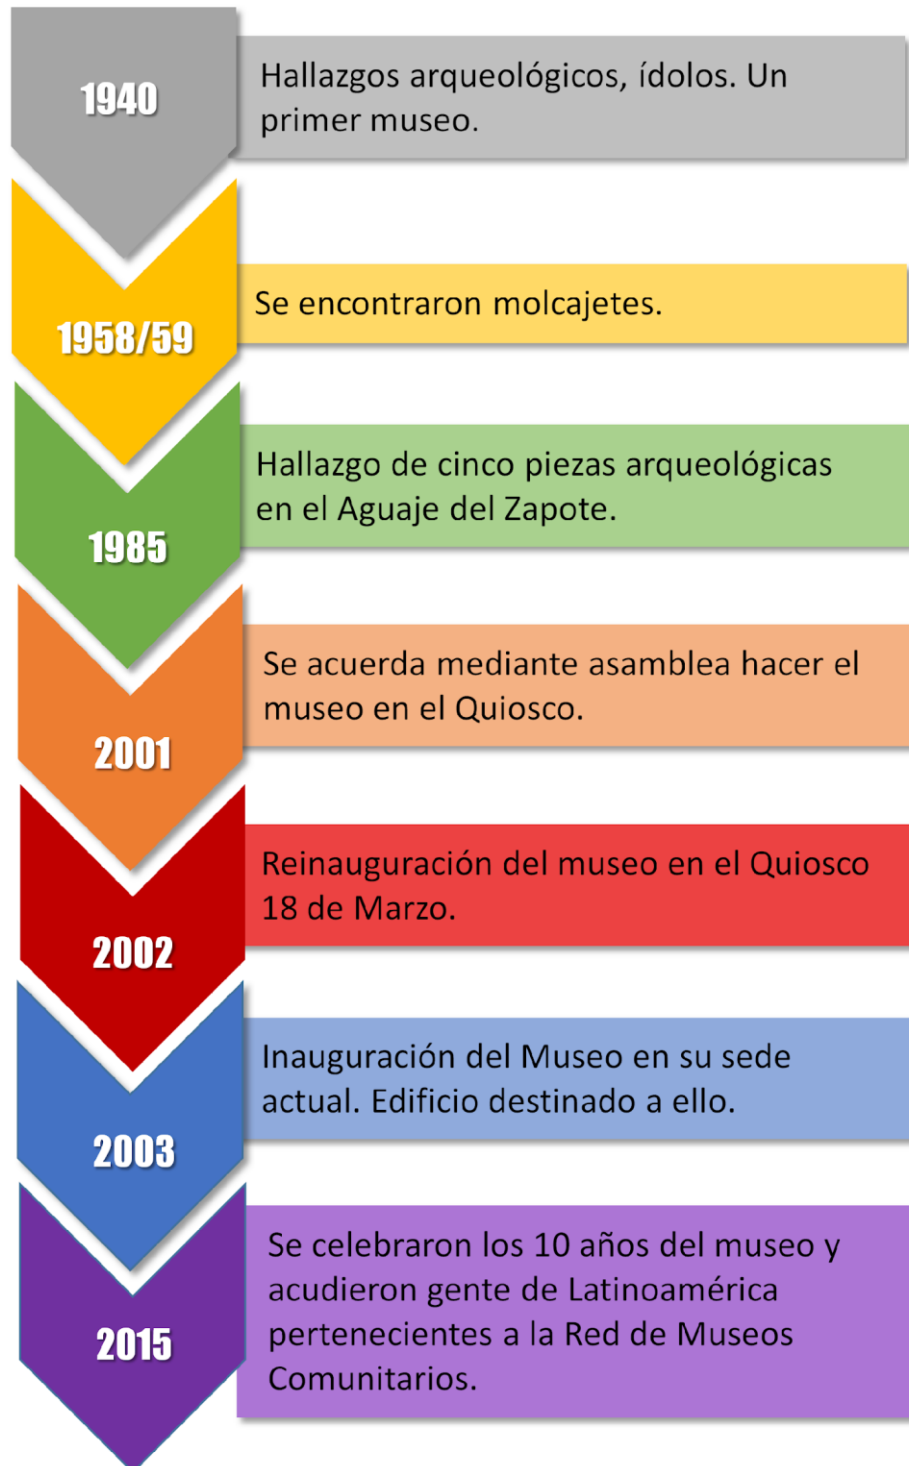 1940
Hallazgos arqueológicos, ídolos. Un
primer museo.
1958/59
Se encontraron molcajetes.
1985
Hallazgo de cinco piezas arqueológicas
en el Aguaje del Zapote.
2001
Se acuerda mediante asamblea hacer el
museo en el Quiosco.
2002
Reinauguración del museo en el Quiosco
18 de Marzo.
2003
Inauguración del Museo en su sede
actual. Edificio destinado a ello.
2015
Se celebraron los 10 años del museo y
acudieron gente de Latinoamérica
pertenecientes a la Red de Museos
Comunitarios.